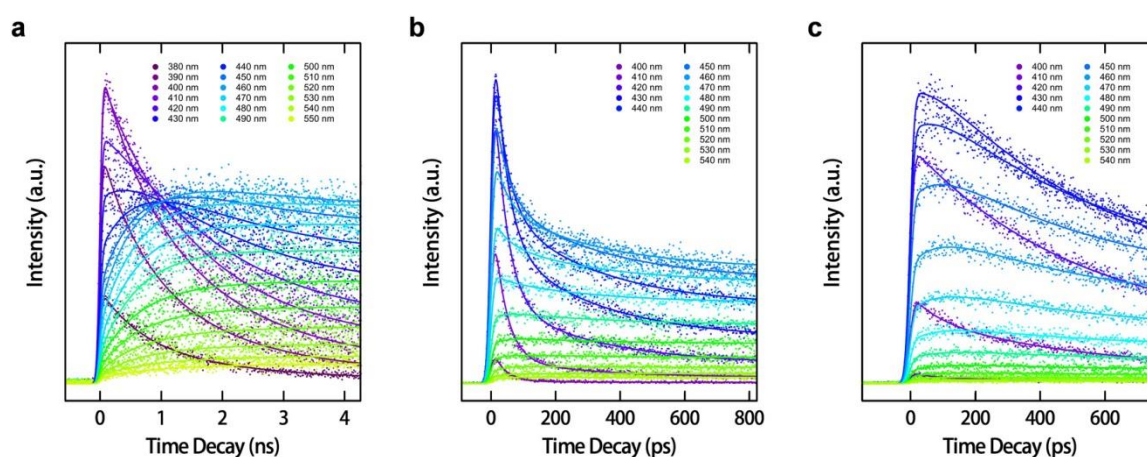 a
380 nm 440 nm 500 nm
390 nm 450 nm 510 nm
400 nm 460 nm 520 nm
410 nm 470 nm 530 nm
420 nm 480 nm 540 nm
430 nm 490 nm 550 nm
Intensity (a.u.)
0 1 2 3 4
Time Decay (ns)
b
400 nm 450 nm
410 nm 460 nm
420 nm 470 nm
430 nm 480 nm
440 nm 490 nm
500 nm
510 nm
520 nm
530 nm
540 nm
Intensity (a.u.)
0 200 400 600 800
Time Decay (ps)
c
400 nm 450 nm
410 nm 460 nm
420 nm 470 nm
430 nm 480 nm
440 nm 490 nm
500 nm
510 nm
520 nm
530 nm
540 nm
Intensity (a.u.)
0 200 400 600
Time Decay (ps)